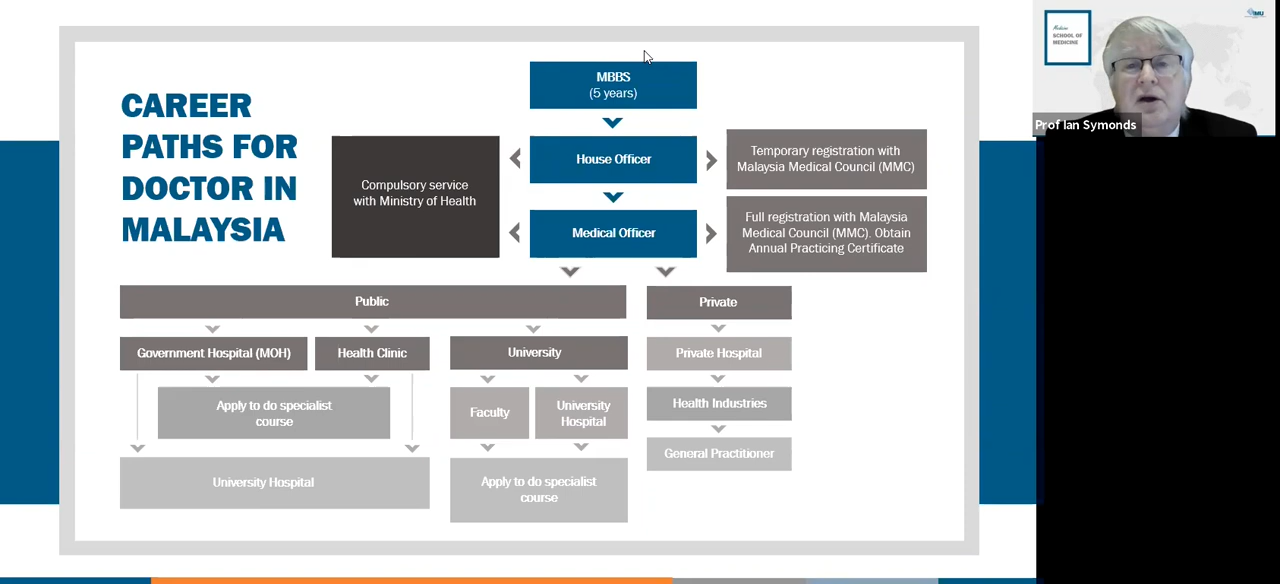 CAREER
PATHS FOR
DOCTOR IN
MALAYSIA
MBBS
(5 years)
House Officer
Compulsory service
with Ministry of Health
Temporary registration with
Malaysia Medical Council (MMC)
Medical Officer
Full registration with Malaysia
Medical Council (MMC). Obtain
Annual Practicing Certificate
Public
Private
Government Hospital (MOH)
Health Clinic
University
Private Hospital
Apply to do specialist
course
Faculty
University
Hospital
Health Industries
General Practitioner
University Hospital
Apply to do specialist
course
Medicine
SCHOOL OF
MEDICINE
IMU
Prof Ian Symonds